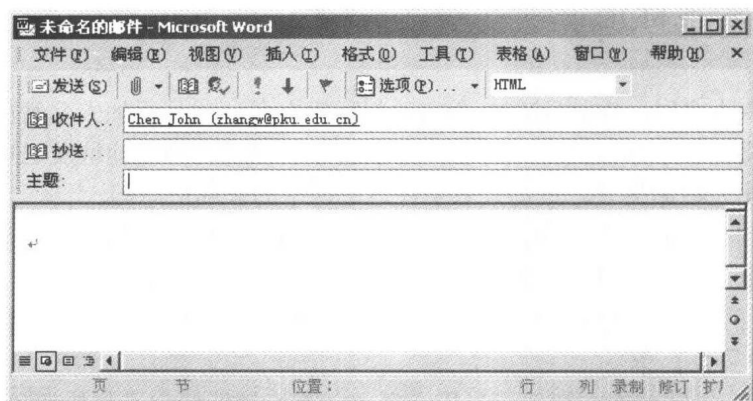 未命名的邮件 - Microsoft Word
文件(F) 编辑(E) 视图(V) 插入(I) 格式(O) 工具(T) 表格(A) 窗口(W) 帮助(H)
发送(S) 选项(P)... HTML
收件人... Chen John (zhangw@pku.edu.cn)
抄送...
主题:
页 节 位置: 行 列 录制 修订